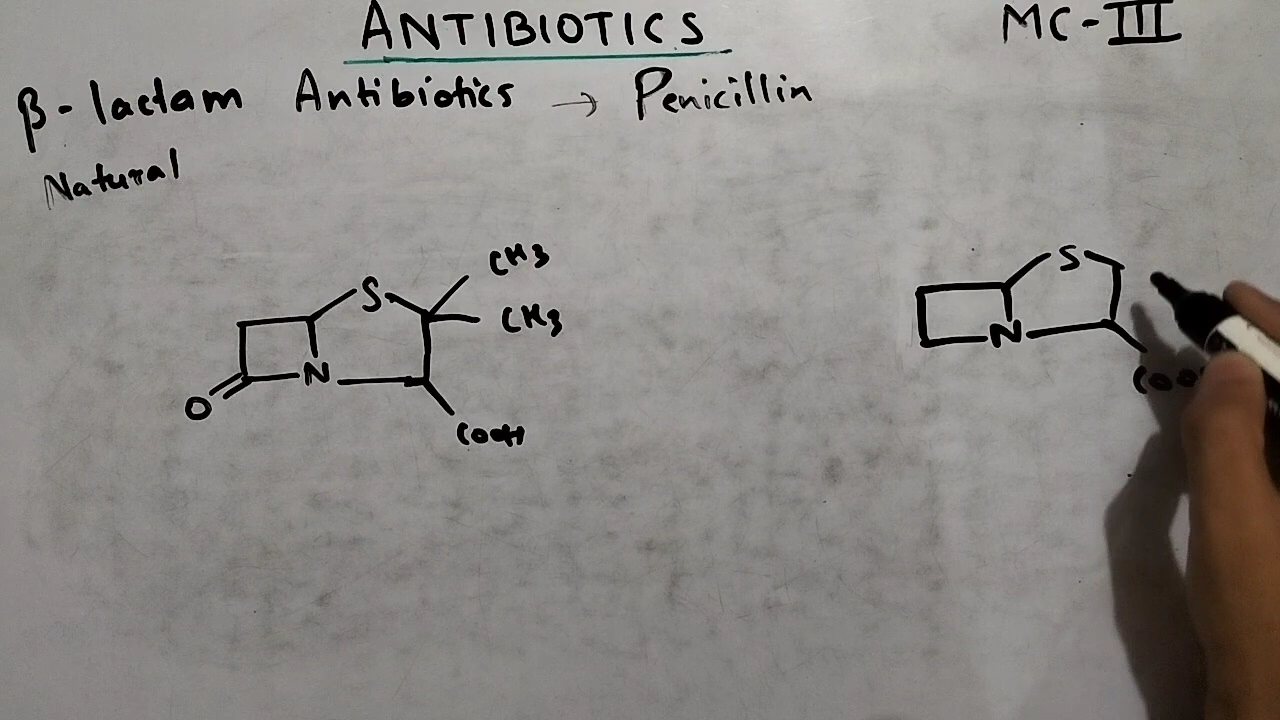 ANTIBIOTICS
MC-III
β-lactam Antibiotics → Penicillin
Natural
CH3
S
CH3
N
O
COOH
S
N